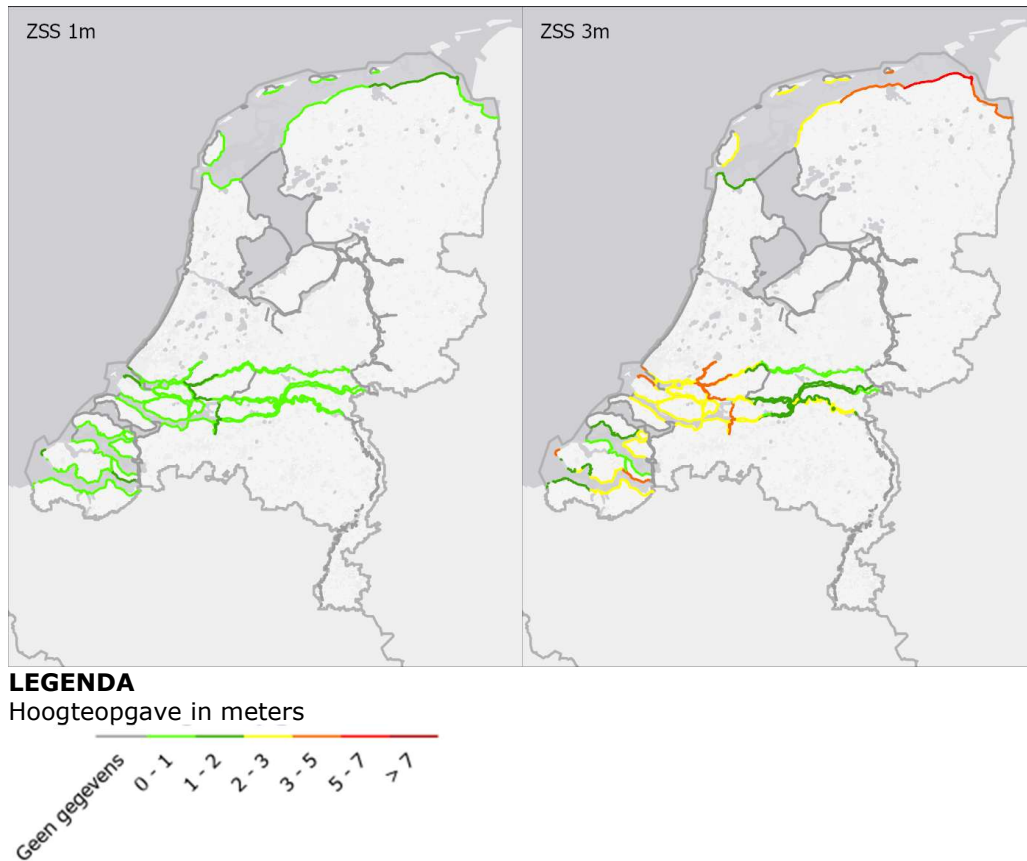 ZSS 1m
ZSS 3m
LEGENDA
Hoogteopgave in meters
Geen gegevens
0 - 1
1 - 2
2 - 3
3 - 5
5 - 7
> 7